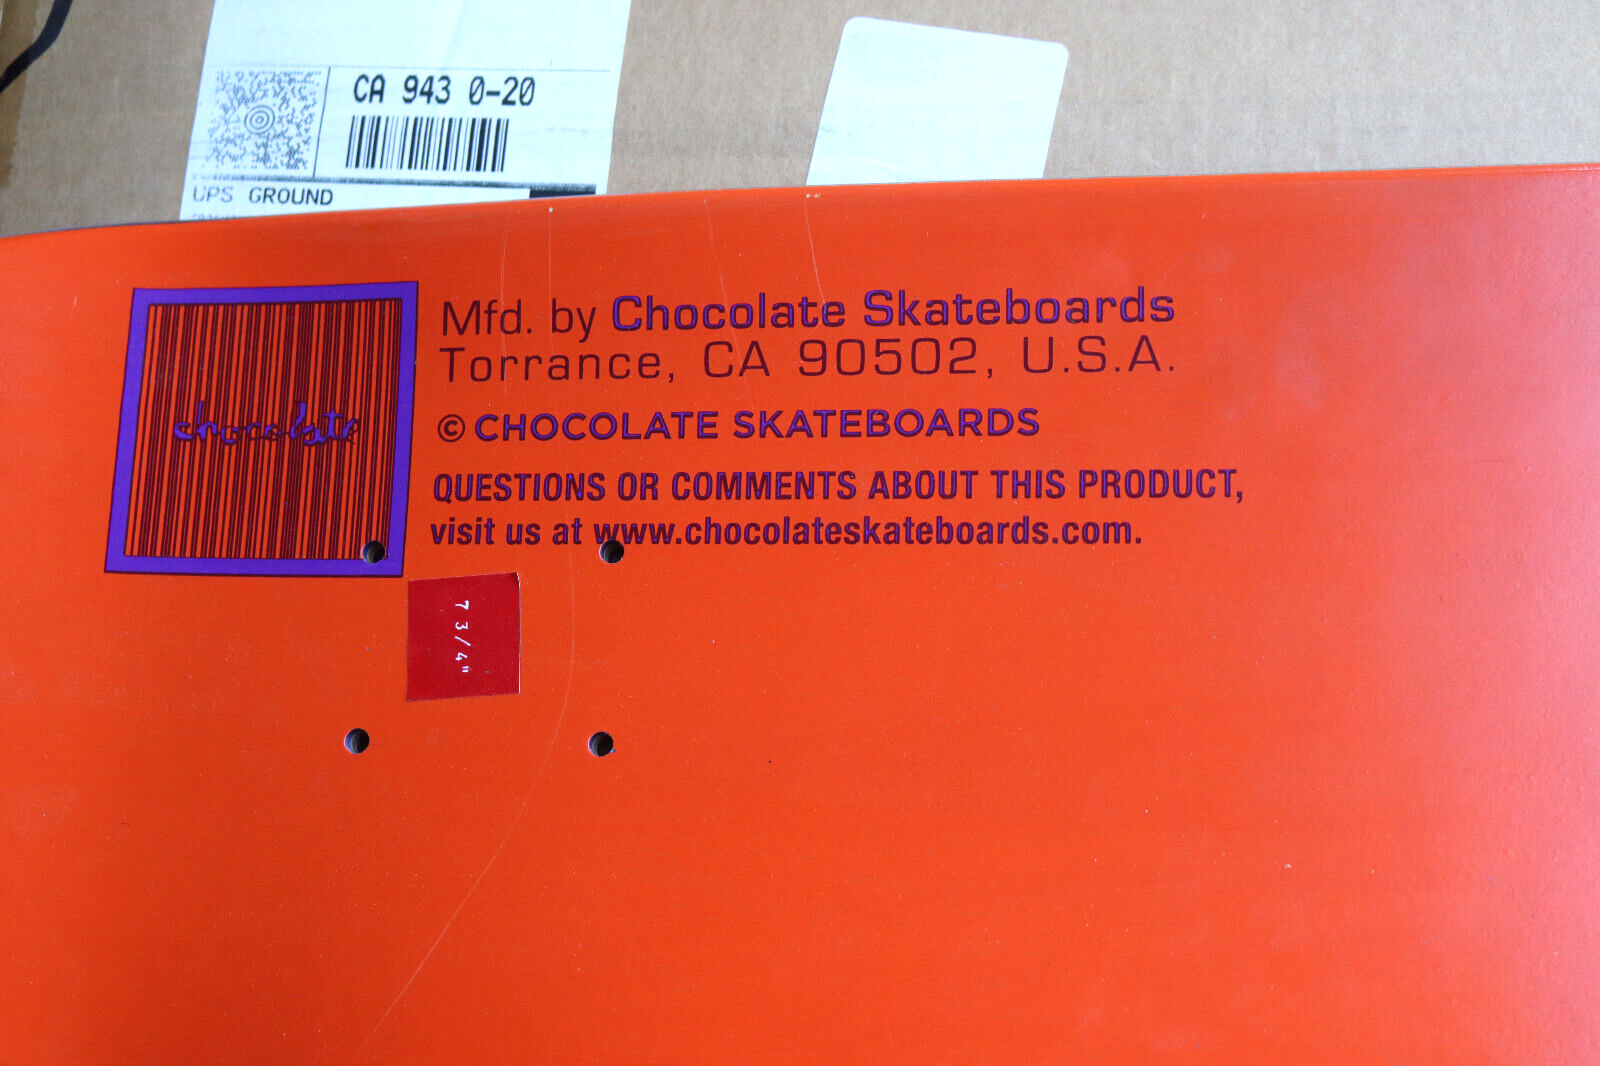 CA 943 0-20
UPS GROUND
chocolate
Mfd. by Chocolate Skateboards
Torrance, CA 90502, U.S.A.
© CHOCOLATE SKATEBOARDS
QUESTIONS OR COMMENTS ABOUT THIS PRODUCT,
visit us at www.chocolateskateboards.com.
7 3/4"